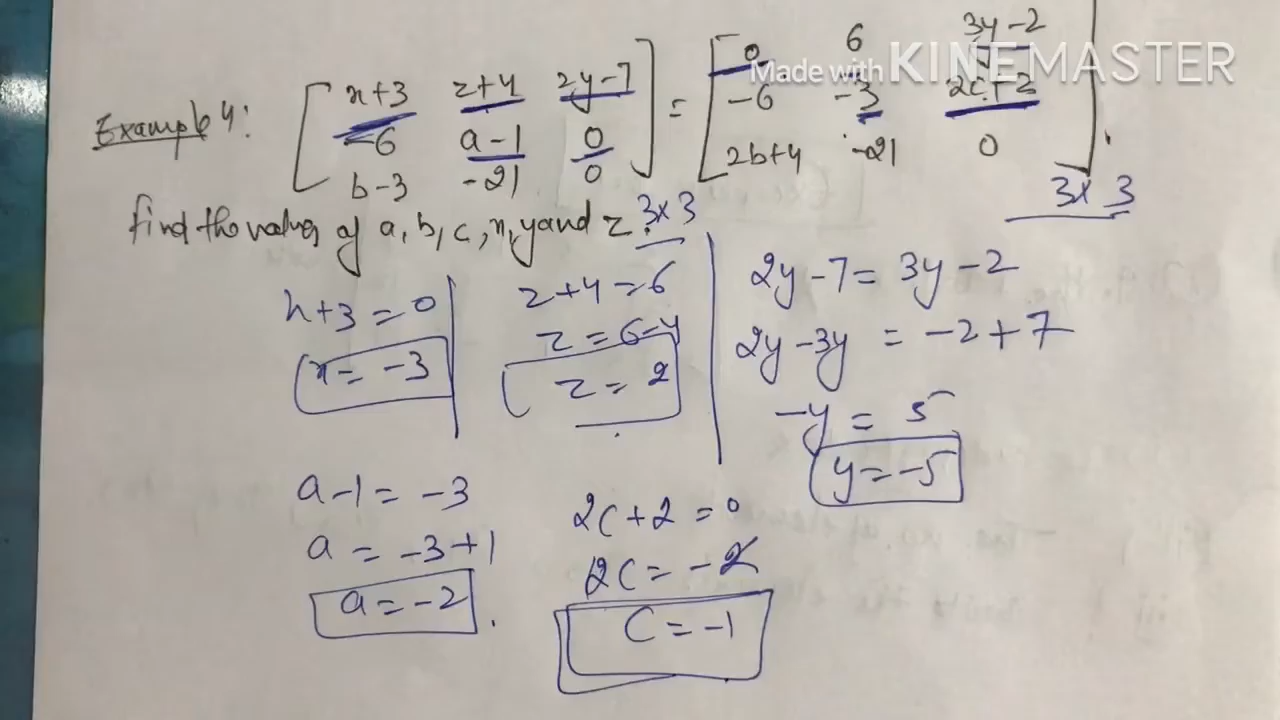 Made with KINEMASTER
Example 4: [ x+3 z+4 2y-7 ] = [ 0 6 3y-2 ]
-6 a-1 0 -6 -3 2c+2
b-3 -21 0 2b+4 -21 0
3x3
find the values of a, b, c, x, y and z. 3x3
x+3=0 z+4=6 2y-7= 3y-2
x= -3 z=6-4 2y-3y = -2+7
z= 2 -y= 5
y=-5
a-1= -3 2c+2 =0
a = -3+1 2c= -2
a=-2. c=-1